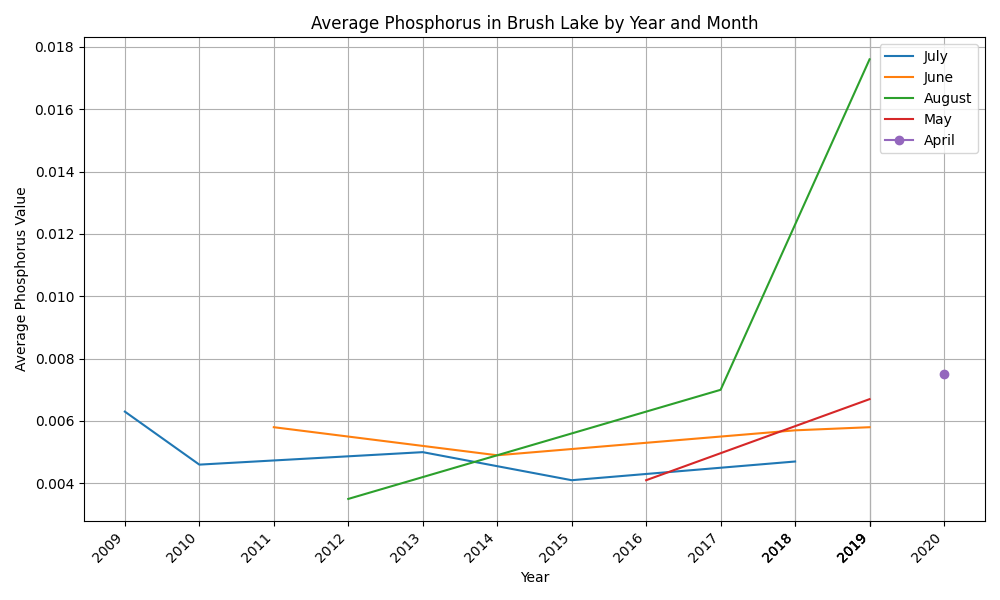 Average Phosphorus in Brush Lake by Year and Month
July
June
August
May
April
Average Phosphorus Value
0.018
0.016
0.014
0.012
0.010
0.008
0.006
0.004
2009 2010 2011 2012 2013 2014 2015 2016 2017 2018 2019 2020
Year